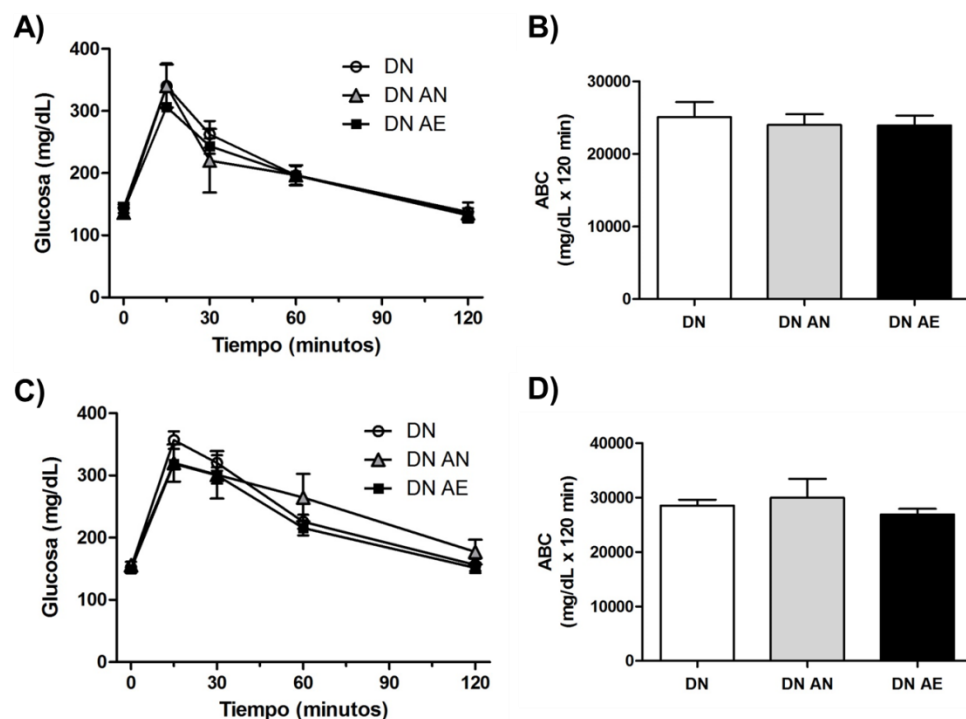 A)
400
300
200
100
0
Glucosa (mg/dL)
DN
DN AN
DN AE
0 30 60 90 120
Tiempo (minutos)
B)
30000
20000
10000
0
ABC
(mg/dL x 120 min)
DN DN AN DN AE
C)
400
300
200
100
0
Glucosa (mg/dL)
DN
DN AN
DN AE
0 30 60 90 120
Tiempo (minutos)
D)
40000
30000
20000
10000
0
ABC
(mg/dL x 120 min)
DN DN AN DN AE